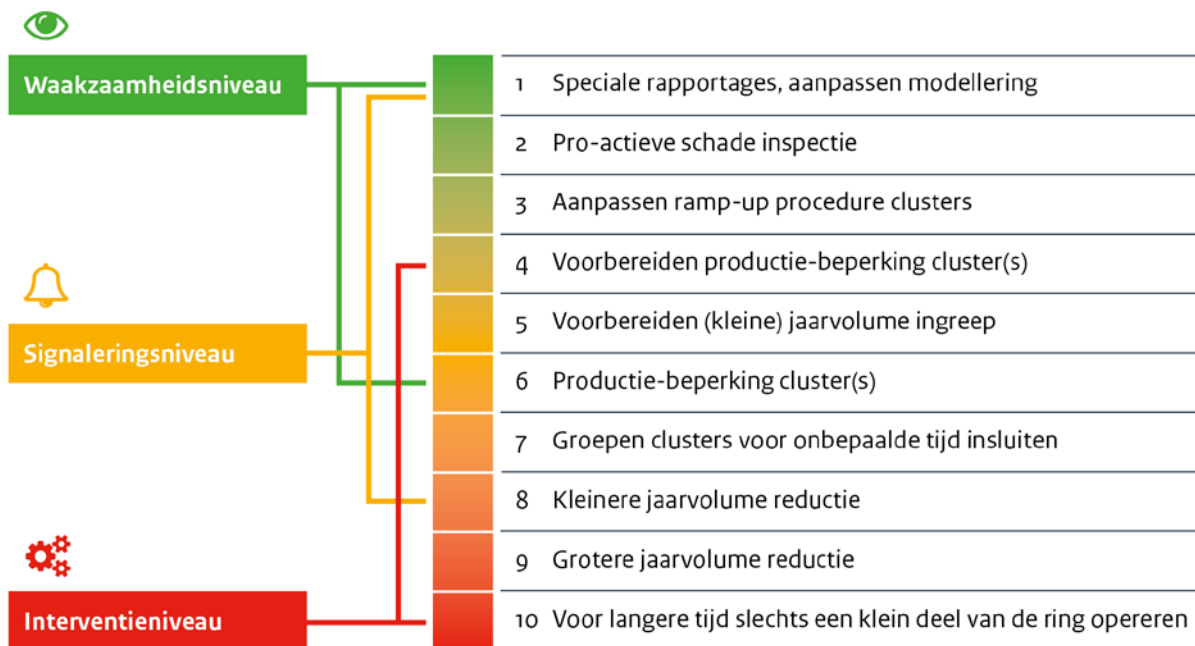 Waakzaamheidsniveau
Signaleringsniveau
Interventieniveau
1 Speciale rapportages, aanpassen modellering
2 Pro-actieve schade inspectie
3 Aanpassen ramp-up procedure clusters
4 Voorbereiden productie-beperking cluster(s)
5 Voorbereiden (kleine) jaarvolume ingreep
6 Productie-beperking cluster(s)
7 Groepen clusters voor onbepaalde tijd insluiten
8 Kleinere jaarvolume reductie
9 Grotere jaarvolume reductie
10 Voor langere tijd slechts een klein deel van de ring opereren